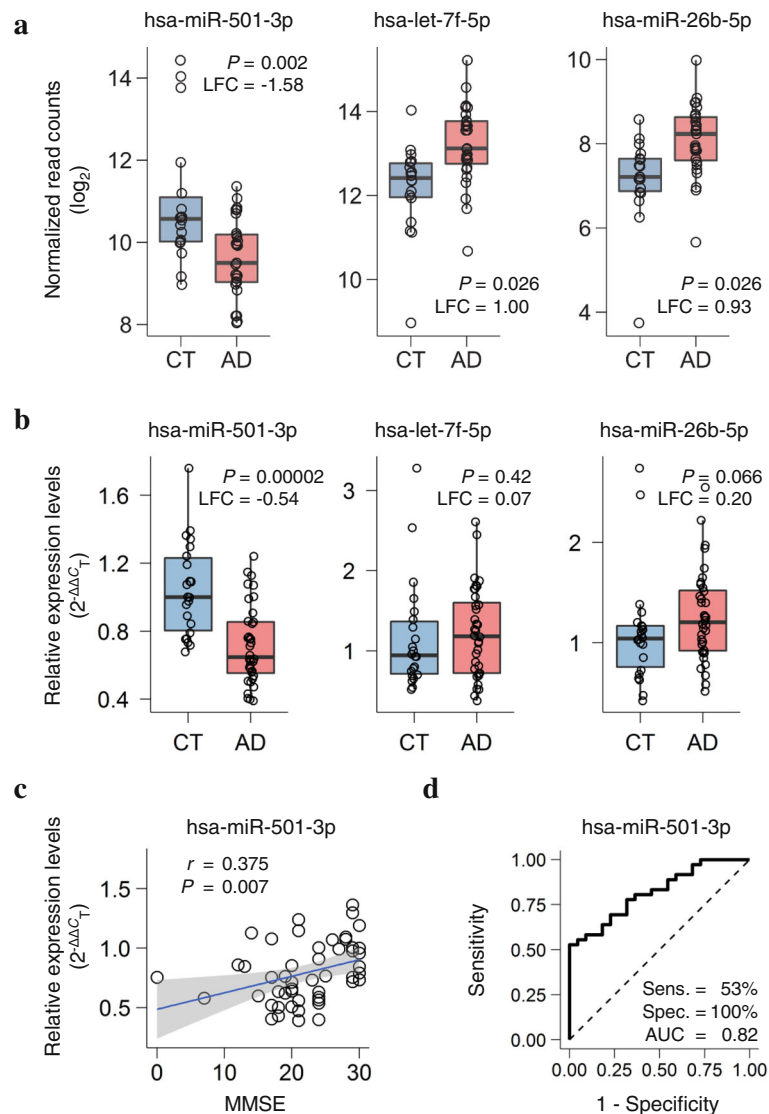 a
hsa-miR-501-3p
hsa-let-7f-5p
hsa-miR-26b-5p
Normalized read counts
(log2)
14
12
10
8
P = 0.002
LFC = -1.58
CT
AD
14
12
10
P = 0.026
LFC = 1.00
CT
AD
10
8
6
4
P = 0.026
LFC = 0.93
CT
AD
b
hsa-miR-501-3p
hsa-let-7f-5p
hsa-miR-26b-5p
Relative expression levels
(2-ΔΔCT)
1.6
1.2
0.8
0.4
P = 0.00002
LFC = -0.54
CT
AD
3
2
1
P = 0.42
LFC = 0.07
CT
AD
2
1
P = 0.066
LFC = 0.20
CT
AD
c
hsa-miR-501-3p
Relative expression levels
(2-ΔΔCT)
r = 0.375
P = 0.007
1.5
1.0
0.5
0
10
20
30
MMSE
d
hsa-miR-501-3p
Sensitivity
1.00
0.75
0.50
0.25
0.00
Sens. = 53%
Spec. = 100%
AUC = 0.82
0.00
0.25
0.50
0.75
1.00
1 - Specificity